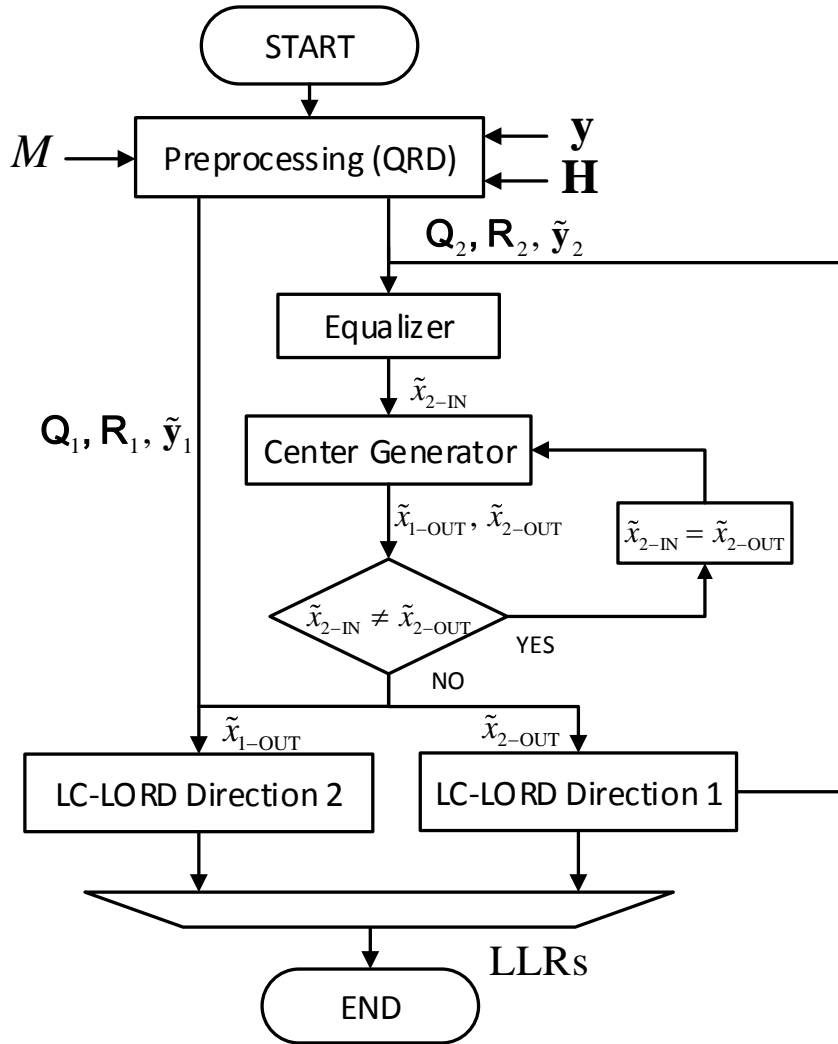 START
M
Preprocessing (QRD)
y
H
Q₂, R₂, ỹ₂
Equalizer
x̃₂₋IN
Q₁, R₁, ỹ₁
Center Generator
x̃₁₋OUT, x̃₂₋OUT
x̃₂₋IN = x̃₂₋OUT
x̃₂₋IN ≠ x̃₂₋OUT
YES
NO
x̃₁₋OUT
x̃₂₋OUT
LC-LORD Direction 2
LC-LORD Direction 1
LLRs
END